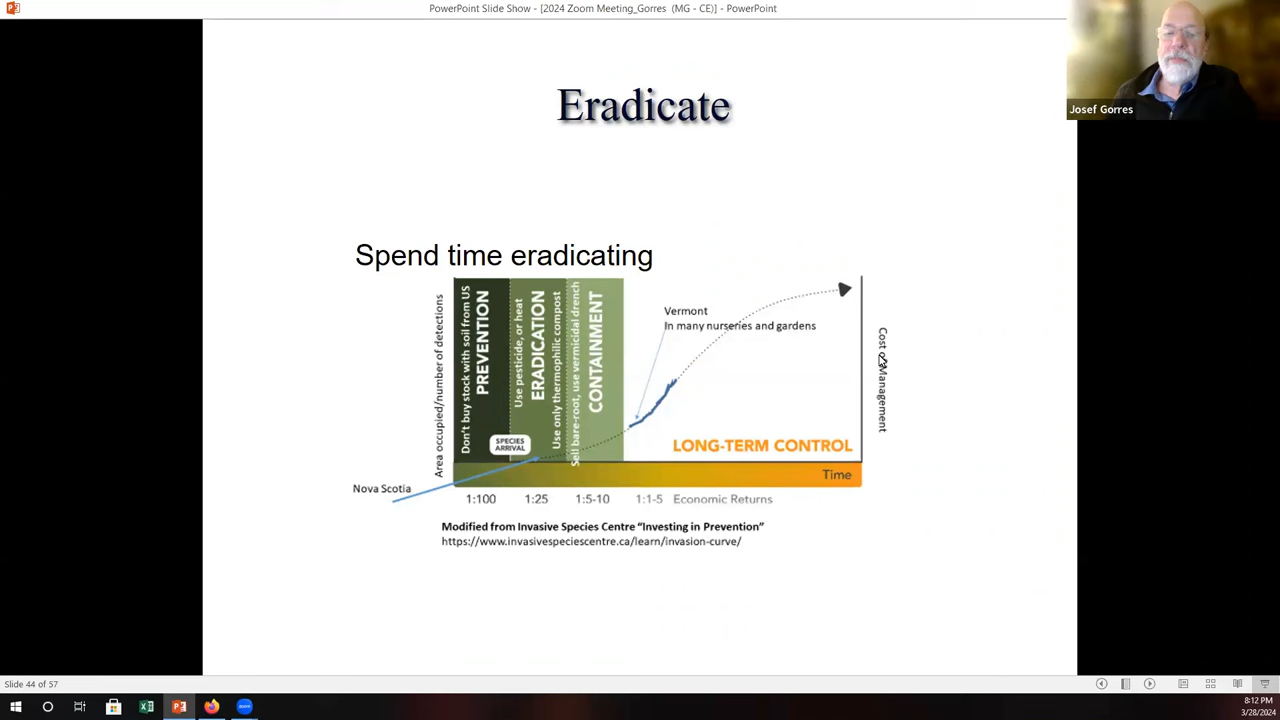 PowerPoint Slide Show - [2024 Zoom Meeting_Gorres (MG - CE)] - PowerPoint
Josef Gorres
Eradicate
Spend time eradicating
Area occupied/number of detections
Don't buy stock with soil from US
PREVENTION
Use pesticide, or heat
ERADICATION
Use only thermophilic compost
Sell bare-root, use vermicidal drench
CONTAINMENT
SPECIES
ARRIVAL
Vermont
In many nurseries and gardens
Cost of Management
LONG-TERM CONTROL
Time
Nova Scotia
1:100 1:25 1:5-10 1:1-5 Economic Returns
Modified from Invasive Species Centre "Investing in Prevention"
https://www.invasivespeciescentre.ca/learn/invasion-curve/
Slide 44 of 57
8:12 PM
3/28/2024